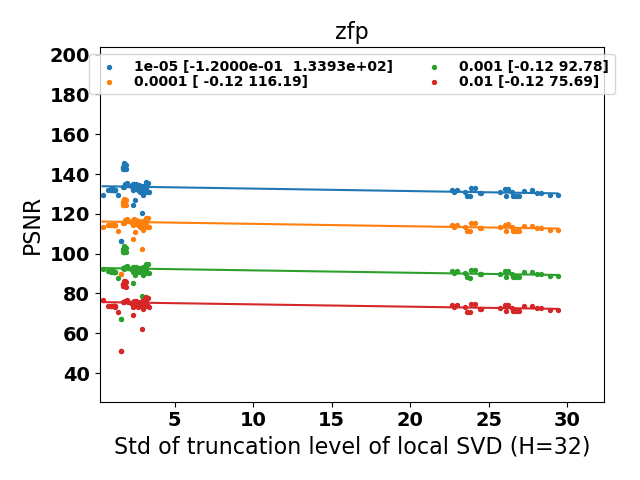 zfp
1e-05 [-1.2000e-01 1.3393e+02]
0.0001 [ -0.12 116.19]
0.001 [-0.12 92.78]
0.01 [-0.12 75.69]
PSNR
200
180
160
140
120
100
80
60
40
5 10 15 20 25 30
Std of truncation level of local SVD (H=32)